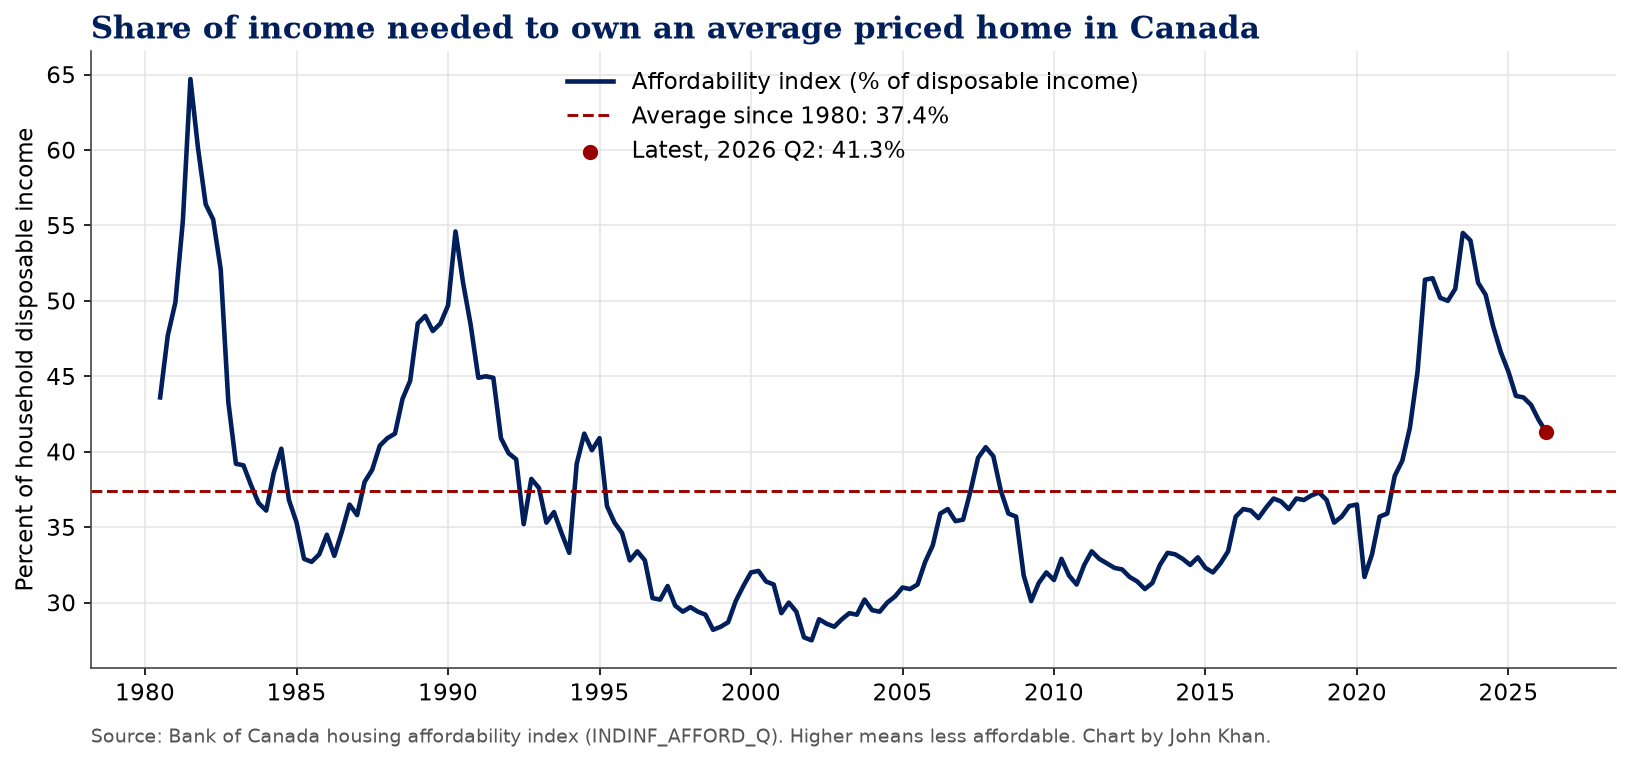 Share of income needed to own an average priced home in Canada
Affordability index (% of disposable income)
Average since 1980: 37.4%
Latest, 2026 Q2: 41.3%
Percent of household disposable income
65
60
55
50
45
40
35
30
1980 1985 1990 1995 2000 2005 2010 2015 2020 2025
Source: Bank of Canada housing affordability index (INDINF_AFFORD_Q). Higher means less affordable. Chart by John Khan.